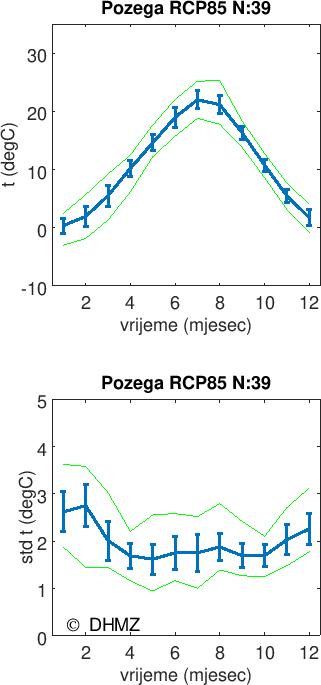 Pozega RCP85 N:39
30
20
10
0
-10
t (degC)
2 4 6 8 10 12
vrijeme (mjesec)
Pozega RCP85 N:39
5
4
3
2
1
0
std t (degC)
© DHMZ
2 4 6 8 10 12
vrijeme (mjesec)